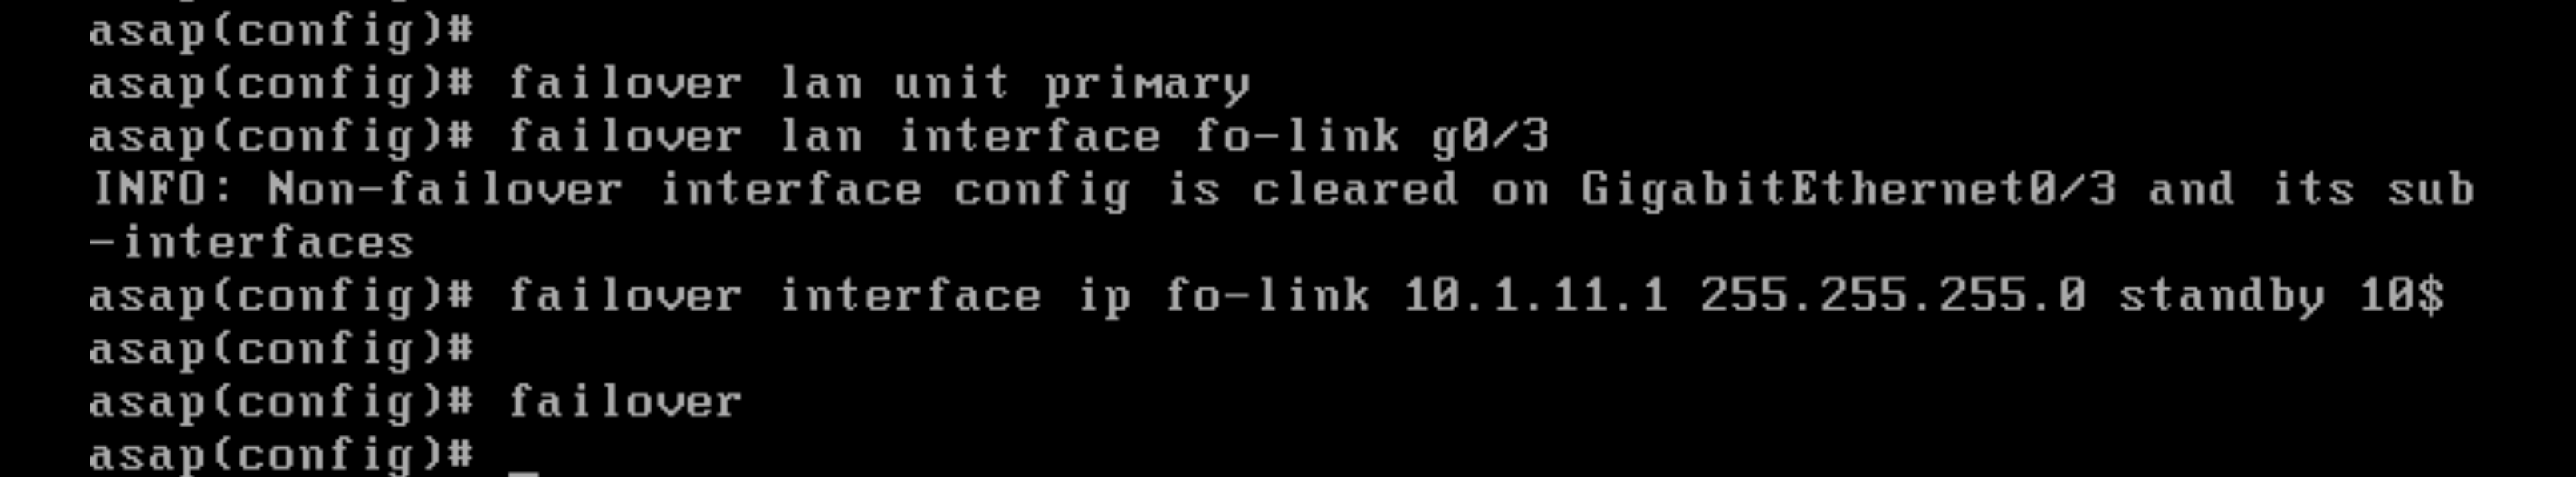 asap(config)#
asap(config)# failover lan unit primary
asap(config)# failover lan interface fo-link g0/3
INFO: Non-failover interface config is cleared on GigabitEthernet0/3 and its sub
-interfaces
asap(config)# failover interface ip fo-link 10.1.11.1 255.255.255.0 standby 10$
asap(config)#
asap(config)# failover
asap(config)# _